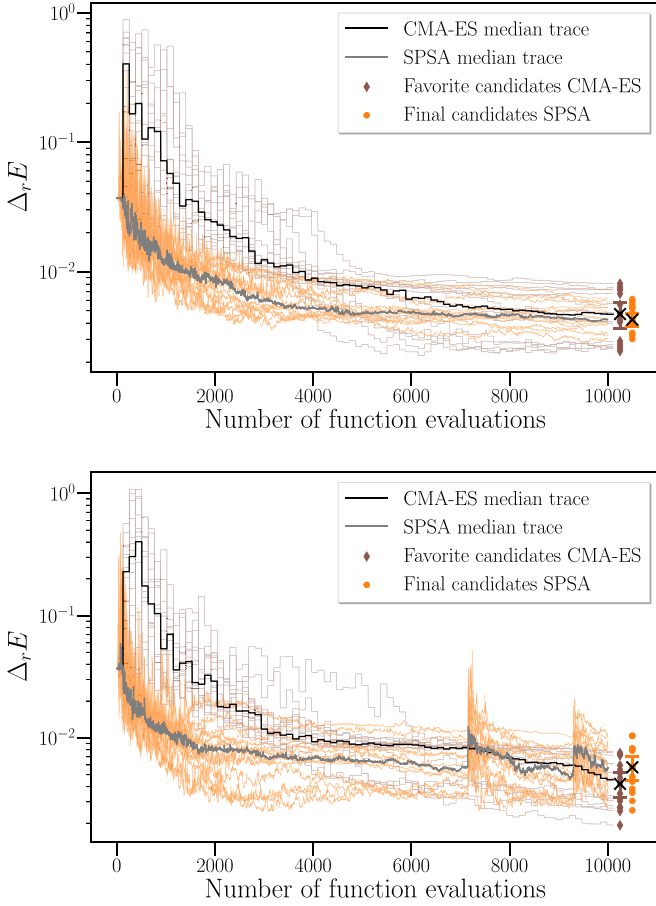 10⁰
10⁻¹
10⁻²
ΔᵣE
CMA-ES median trace
SPSA median trace
Favorite candidates CMA-ES
Final candidates SPSA
0 2000 4000 6000 8000 10000
Number of function evaluations
10⁰
10⁻¹
10⁻²
ΔᵣE
CMA-ES median trace
SPSA median trace
Favorite candidates CMA-ES
Final candidates SPSA
0 2000 4000 6000 8000 10000
Number of function evaluations